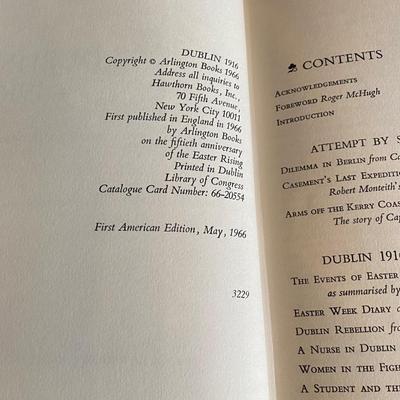 DUBLIN 1916
Copyright © Arlington Books 1966
Address all inquiries to
Hawthorn Books, Inc.,
70 Fifth Avenue,
New York City 10011
First published in England in 1966
by Arlington Books
on the fiftieth anniversary
of the Easter Rising
Printed in Dublin
Library of Congress
Catalogue Card Number: 66-20554
First American Edition, May, 1966
3229
CONTENTS
ACKNOWLEDGEMENTS
FOREWORD Roger McHugh
INTRODUCTION
ATTEMPT BY S
DILEMMA IN BERLIN from Ca
CASEMENT'S LAST EXPEDITIO
Robert Monteith's
ARMS OFF THE KERRY COAS
The story of Cap
DUBLIN 1916
THE EVENTS OF EASTER
as summarised by
EASTER WEEK DIARY
DUBLIN REBELLION from
A NURSE IN DUBLIN
WOMEN IN THE FIGH
A STUDENT AND THE